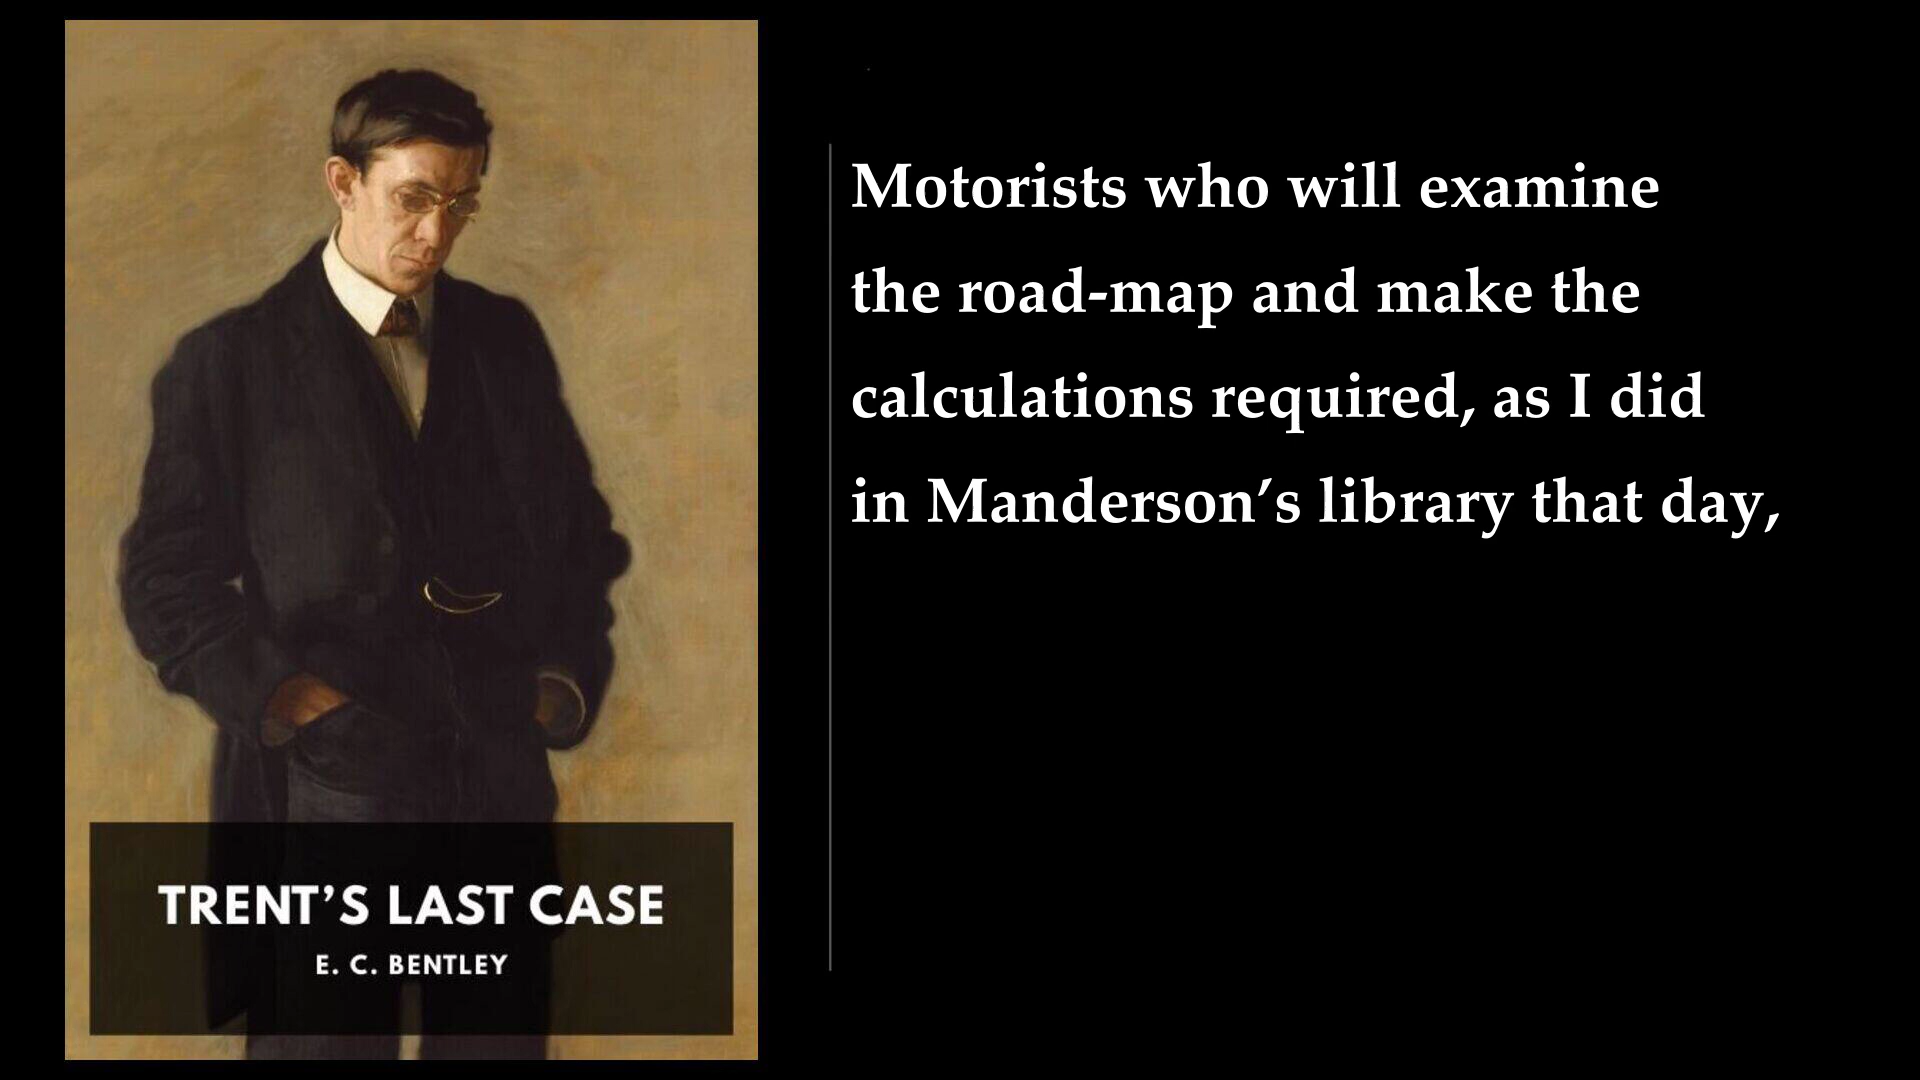 TRENT’S LAST CASE
E. C. BENTLEY
Motorists who will examine
the road-map and make the
calculations required, as I did
in Manderson’s library that day,